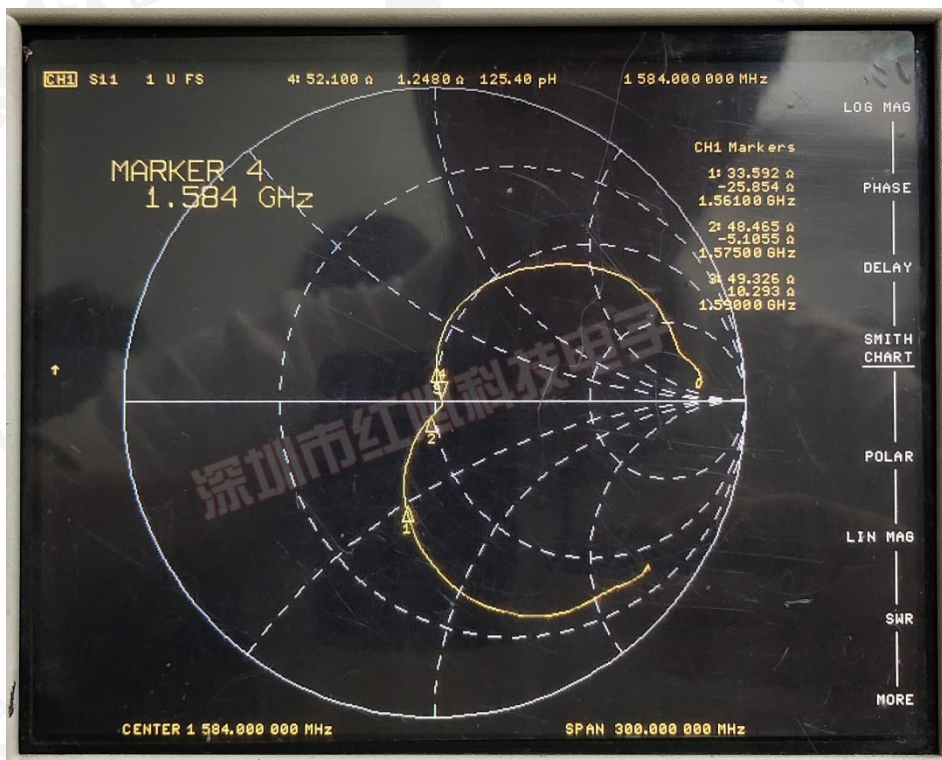 CH1 S11 1 U FS 4: 52.100 Ω 1.2480 Ω 125.40 pH 1 584.000 000 MHz
MARKER 4
1.584 GHz
CH1 Markers
1: 33.592 Ω
-25.854 Ω
1.56100 GHz
2: 48.465 Ω
-5.1055 Ω
1.57500 GHz
3: 49.326 Ω
10.293 Ω
1.59000 GHz
LOG MAG
PHASE
DELAY
SMITH
CHART
POLAR
LIN MAG
SWR
MORE
2
1
深圳市红恺科技电子
CENTER 1 584.000 000 MHz
SPAN 300.000 000 MHz